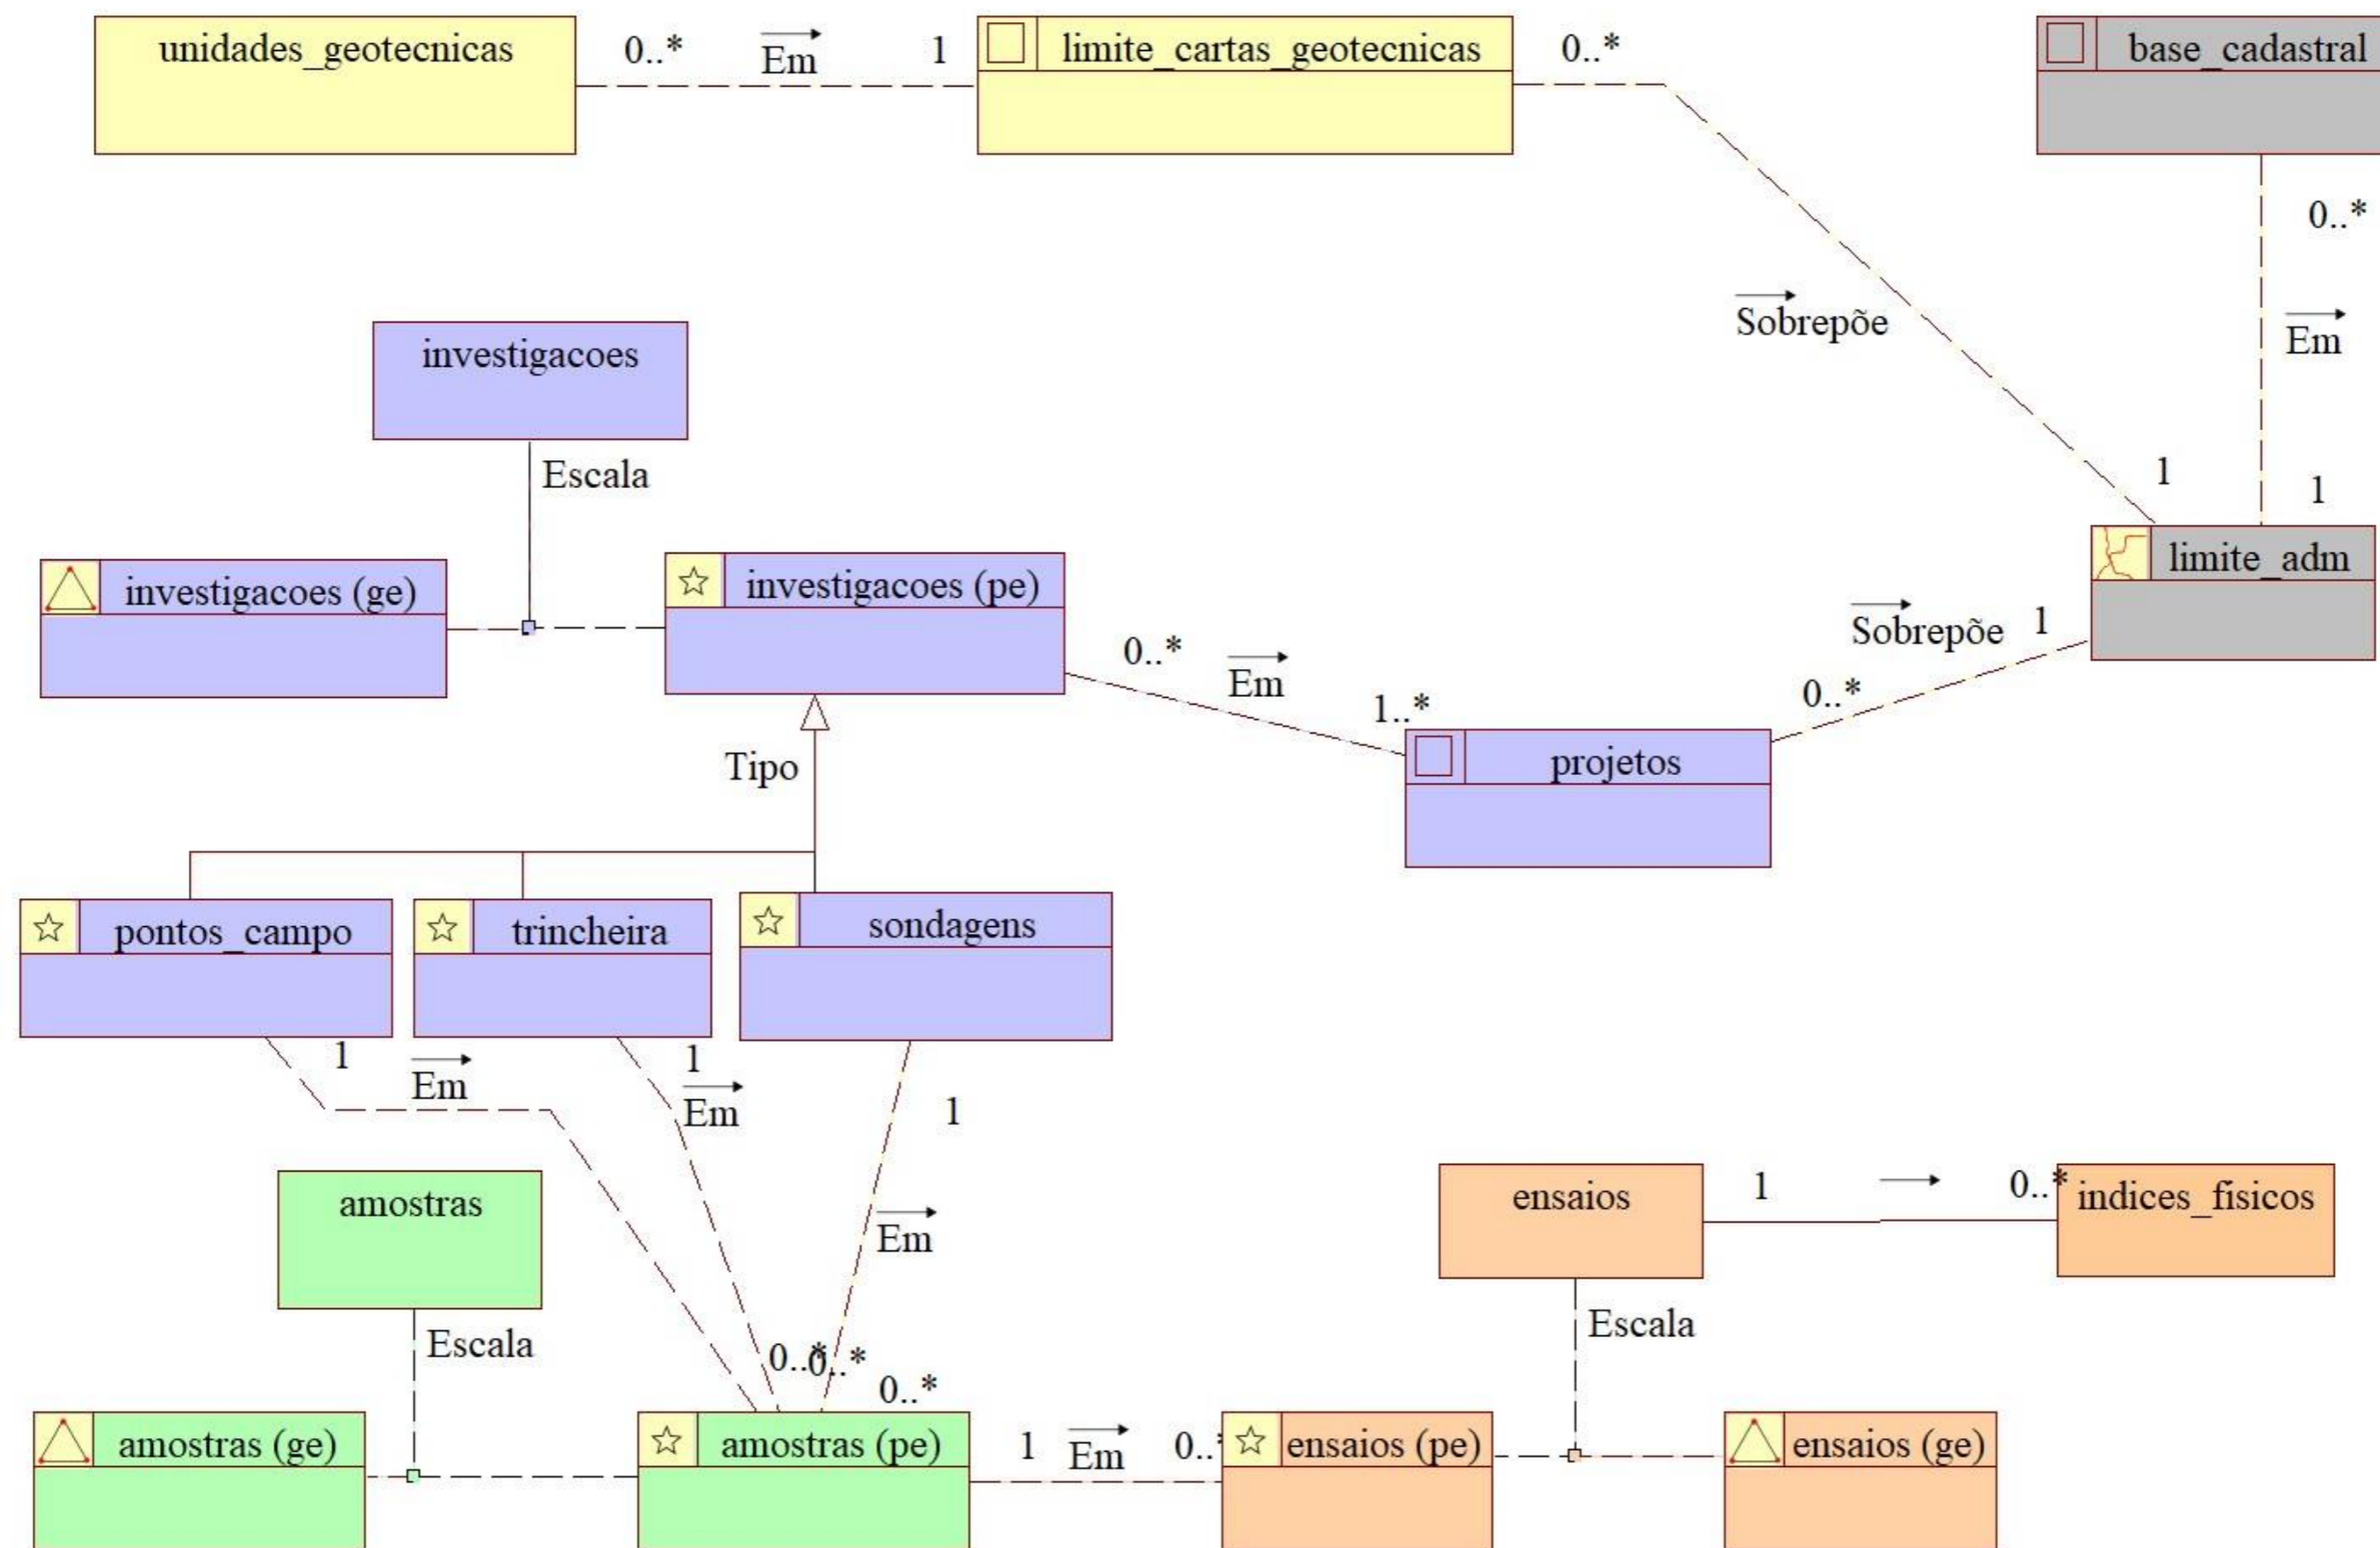 unidades_geotecnicas
0..*
Em
1
limite_cartas_geotecnicas
0..*
base_cadastral
0..*
Sobrepõe
Em
investigacoes
Escala
1
1
investigacoes (ge)
investigacoes (pe)
limite_adm
0..*
Em
1..*
Sobrepõe
1
0..*
Tipo
projetos
pontos_campo
trincheira
sondagens
1
Em
1
Em
1
Em
amostras
Escala
ensaios
1
0..*
indices_fisicos
Escala
0..*
0..*
0..*
amostras (ge)
amostras (pe)
1
Em
0..*
ensaios (pe)
ensaios (ge)